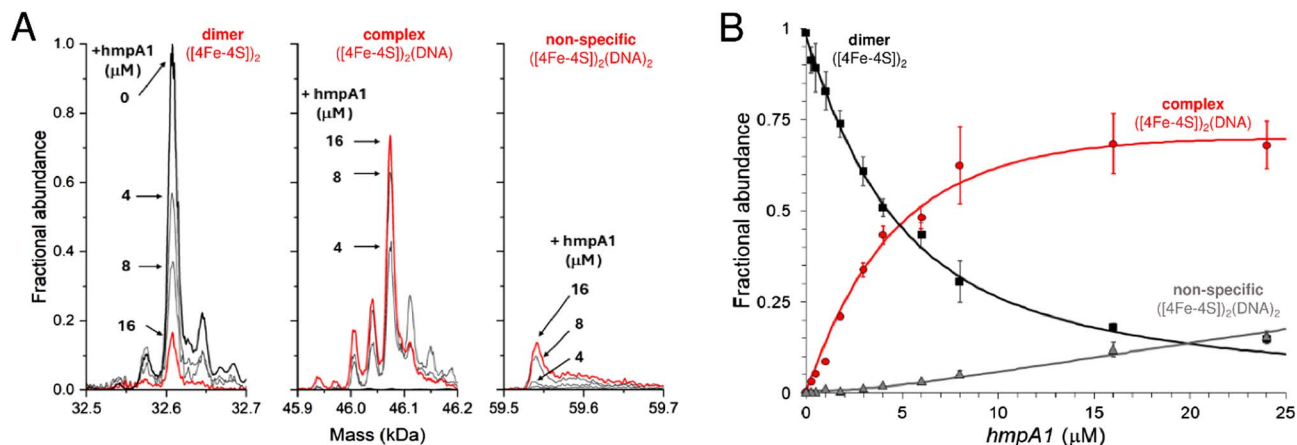 A
Fractional abundance
1.0
0.8
0.6
0.4
0.2
0.0
+hmpA1
(μM)
0
4
8
16
dimer
([4Fe-4S])₂
32.5
32.6
32.7
complex
([4Fe-4S])₂(DNA)
+ hmpA1
(μM)
16
8
4
45.9
46.0
46.1
46.2
Mass (kDa)
non-specific
([4Fe-4S])₂(DNA)₂
+ hmpA1
(μM)
16
8
4
59.5
59.6
59.7
B
Fractional abundance
1
0.75
0.5
0.25
0
dimer
([4Fe-4S])₂
complex
([4Fe-4S])₂(DNA)
non-specific
([4Fe-4S])₂(DNA)₂
0
5
10
15
20
25
hmpA1 (μM)